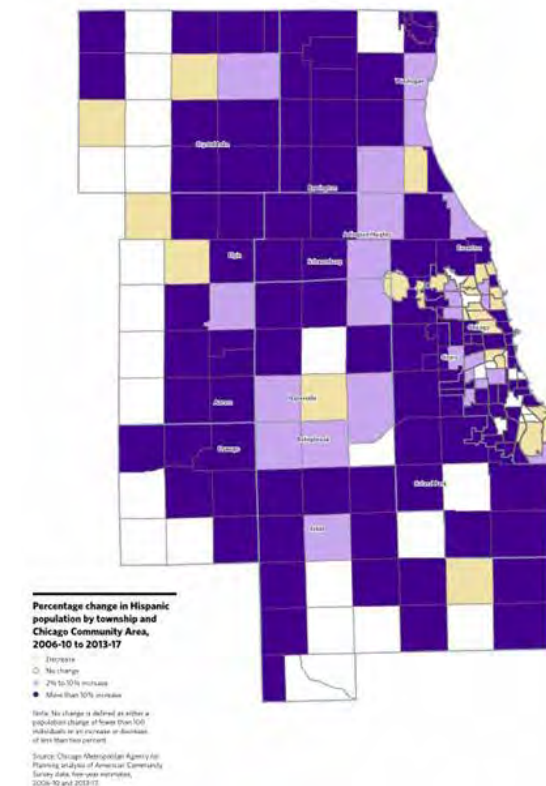 Waukegan
Crystal Lake
Barrington
Arlington Heights
Evanston
Elgin
Schaumburg
Chicago
Cicero
Naperville
Aurora
Bolingbrook
Oswego
Orland Park
Joliet
Percentage change in Hispanic
population by township and
Chicago Community Area,
2006-10 to 2013-17
Decrease
No change
2% to 10% increase
More than 10% increase
Note: No change is defined as either a
population change of fewer than 100
individuals or an increase or decrease
of less than two percent.
Source: Chicago Metropolitan Agency for
Planning analysis of American Community
Survey data, five-year estimates,
2006-10 and 2013-17.